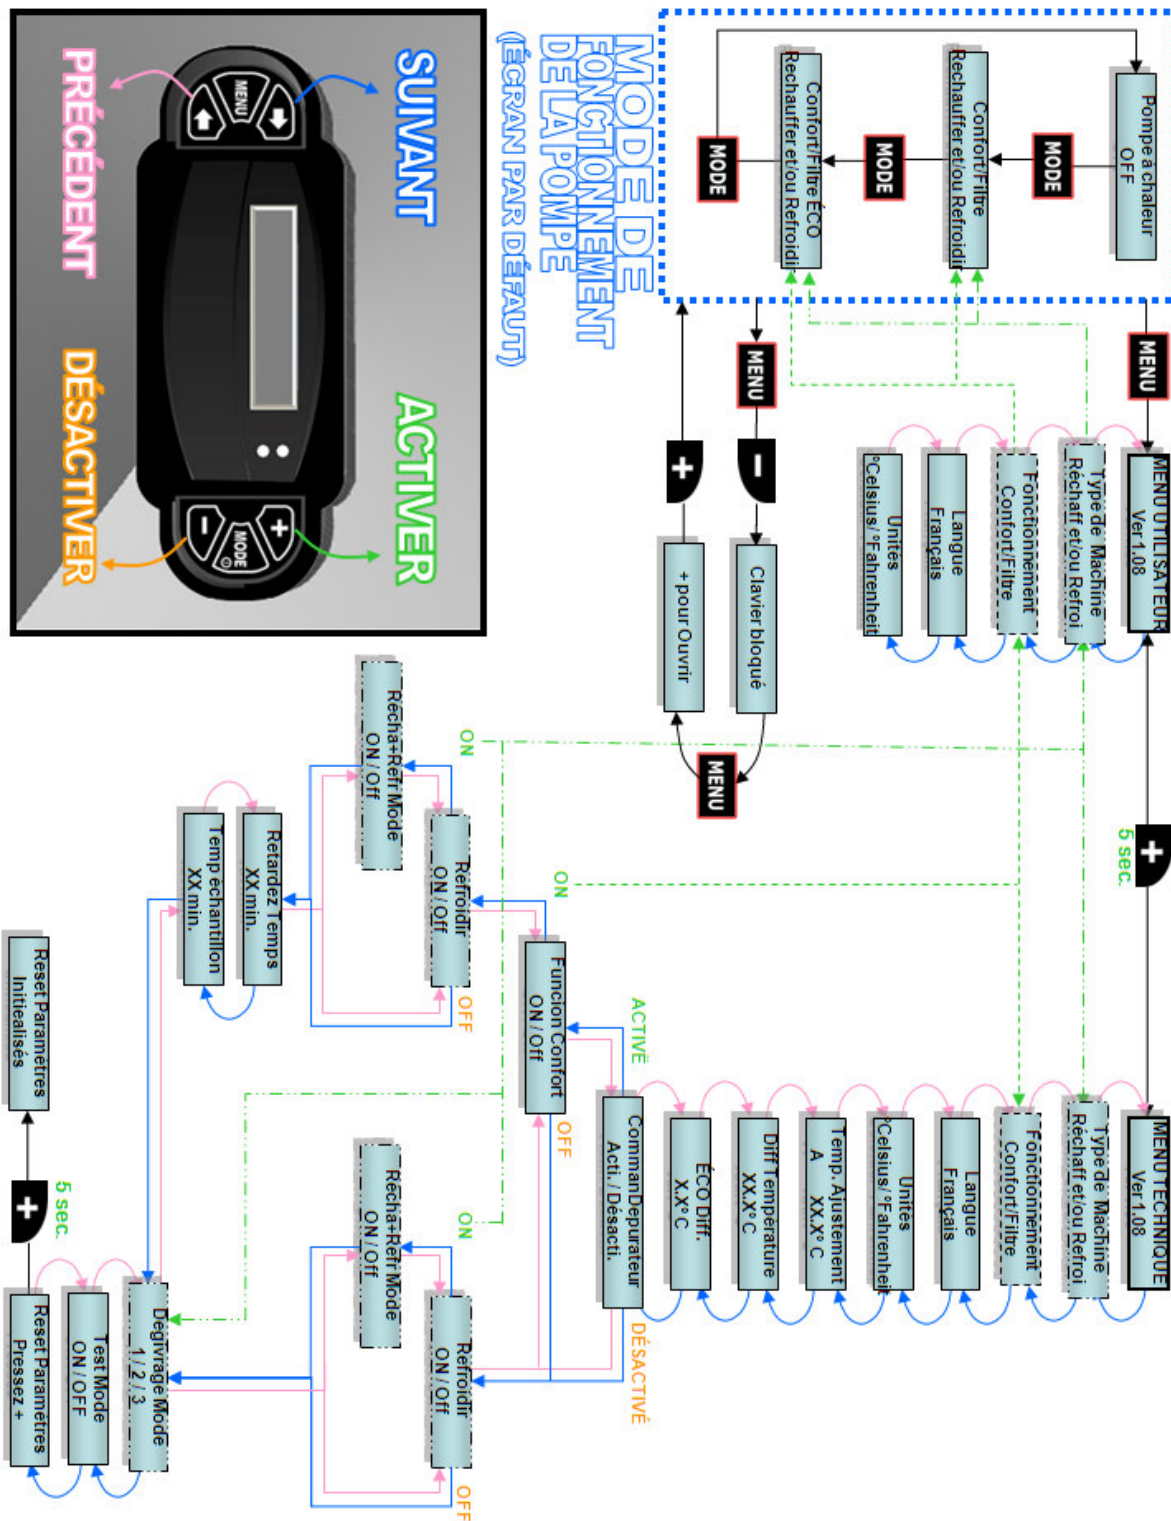 MODE DE
FONCTIONNEMENT
DE LA POMPE
(ÉCRAN PAR DÉFAUT)
Pompe à chaleur
OFF
MODE
Confort/Filtre
Rechauffer et/ou Refroidir
MODE
Confort/Filtre ÉCO
Rechauffer et/ou Refroidir
MODE
SUIVANT
PRÉCÉDENT
ACTIVER
DÉSACTIVER
MENU
MODE
+
-
MENU
MENU UTILISATEUR
Ver 1.08
Type de Machine
Réchaff et/ou Refroi
Fonctionnement
Confort/Filtre
Langue
Français
Unites
°Celsius/°Fahrenheit
MENU
-
Clavier bloqué
MENU
+ pour Ouvrir
+
+
5 sec.
MENU TECHNIQUE
Ver 1.08
Type de Machine
Réchaff et/ou Refroi
Fonctionnement
Confort/Filtre
Langue
Français
Unites
°Celsius/°Fahrenheit
Temp. Ajustement
A XX.X° C
Diff Température
XX.X° C
ÉCO Diff.
X.X° C
Comman Depurateur
Acti. / Désacti.
ACTIVÉ
DÉSACTIVÉ
Funcion Confort
ON / Off
ON
OFF
Refroidir
ON / Off
ON
OFF
Récha+Refr Mode
ON / Off
Retardez Temps
XX min.
Temp échantillon
XX min.
Refroidir
ON / Off
ON
OFF
Récha+Refr Mode
ON / Off
Dégivrage Mode
1 / 2 / 3
Test Mode
ON / OFF
Reset Paramétres
Pressez +
+
5 sec.
Reset Paramétres
Initiealisés